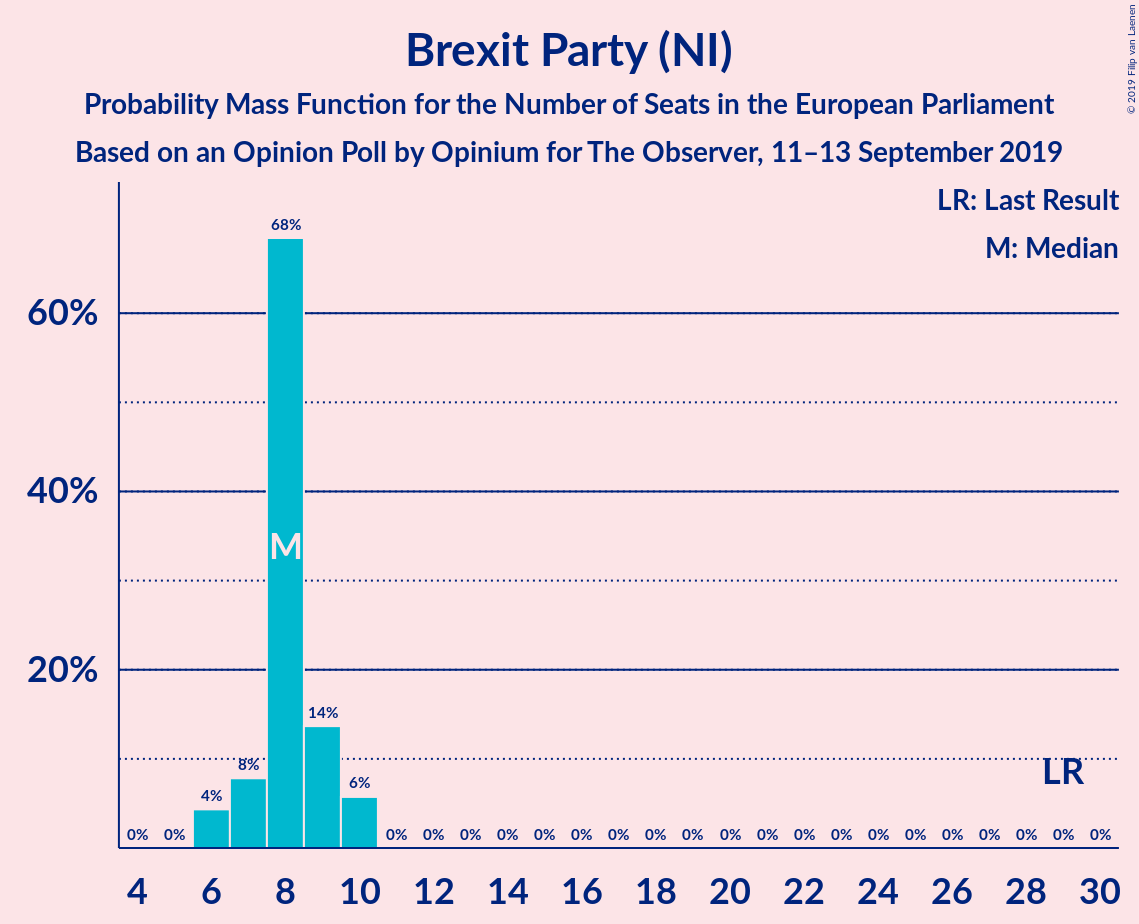 Brexit Party (NI)
Probability Mass Function for the Number of Seats in the European Parliament
Based on an Opinion Poll by Opinium for The Observer, 11–13 September 2019
© 2019 Filip van Laenen
LR: Last Result
M: Median
68%
60%
40%
M
20%
14%
8%
6%
4%
LR
0% 0% 0% 0% 0% 0% 0% 0% 0% 0% 0% 0% 0% 0% 0% 0% 0% 0% 0% 0% 0% 0%
4 6 8 10 12 14 16 18 20 22 24 26 28 30